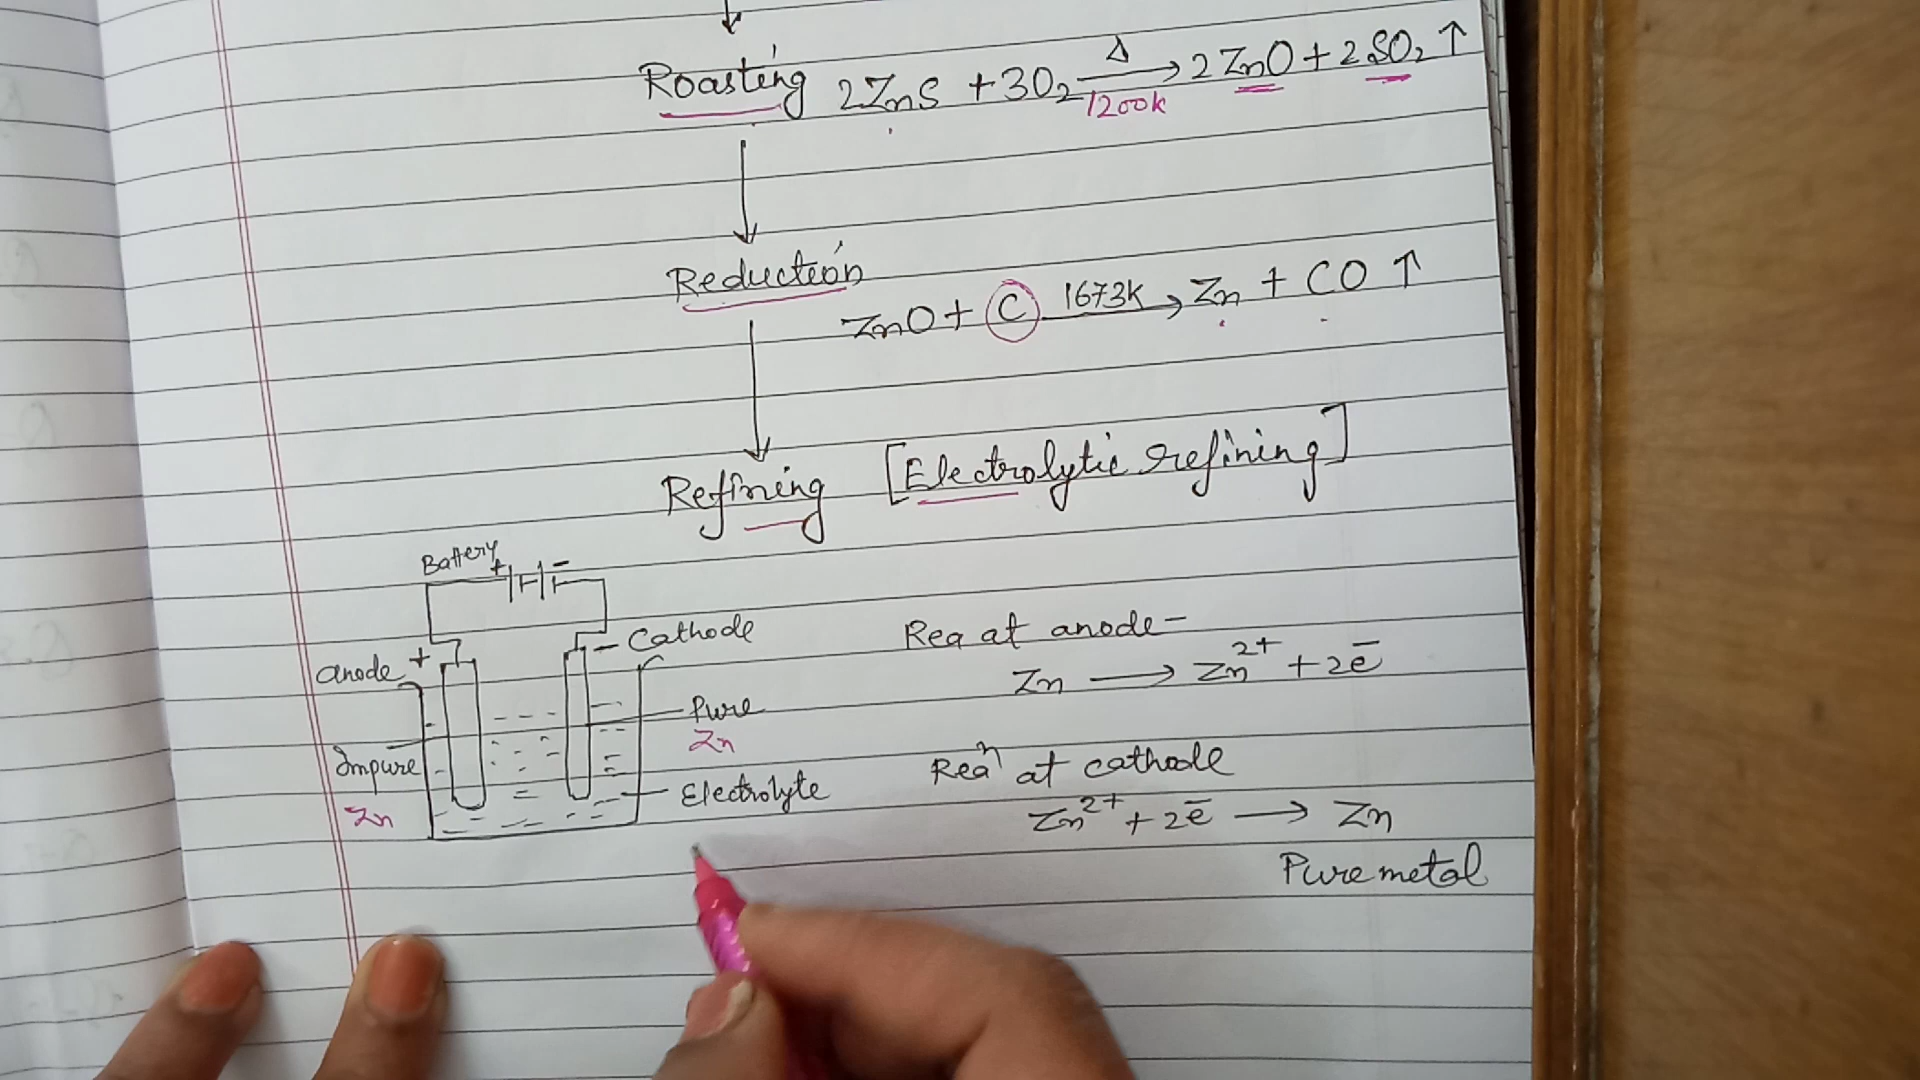 Roasting 2ZnS + 3O₂ —Δ→ 2ZnO + 2SO₂ ↑
1200k
Reduction
ZnO + C —1673K→ Zn + CO ↑
Refining [Electrolytic refining]
Battery
+ −
− Cathode
anode +
Pure
Zn
Impure
Zn
Electrolyte
Rea at anode −
Zn → Zn²⁺ + 2e⁻
Reaⁿ at cathode
Zn²⁺ + 2e⁻ → Zn
Pure metal